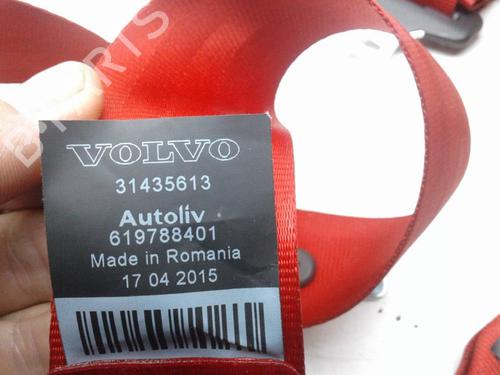 VOLVO
31435613
Autoliv
619788401
Made in Romania
17 04 2015